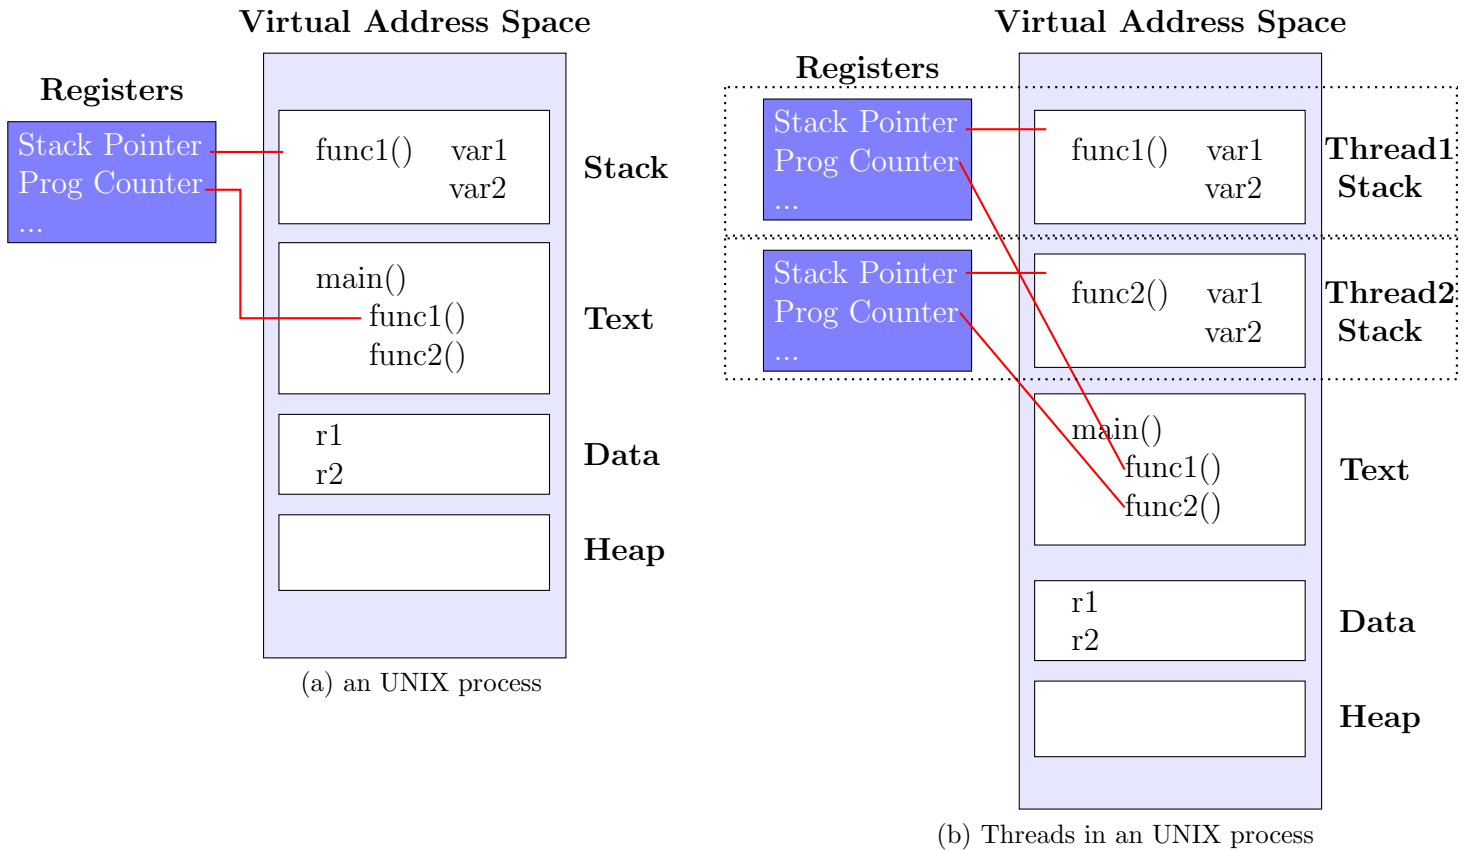 Virtual Address Space
Registers
Stack Pointer
Prog Counter
...
func1() var1
var2
Stack
main()
func1()
func2()
Text
r1
r2
Data
Heap
(a) an UNIX process
Virtual Address Space
Registers
Stack Pointer
Prog Counter
...
func1() var1
var2
Thread1
Stack
Stack Pointer
Prog Counter
...
func2() var1
var2
Thread2
Stack
main()
func1()
func2()
Text
r1
r2
Data
Heap
(b) Threads in an UNIX process